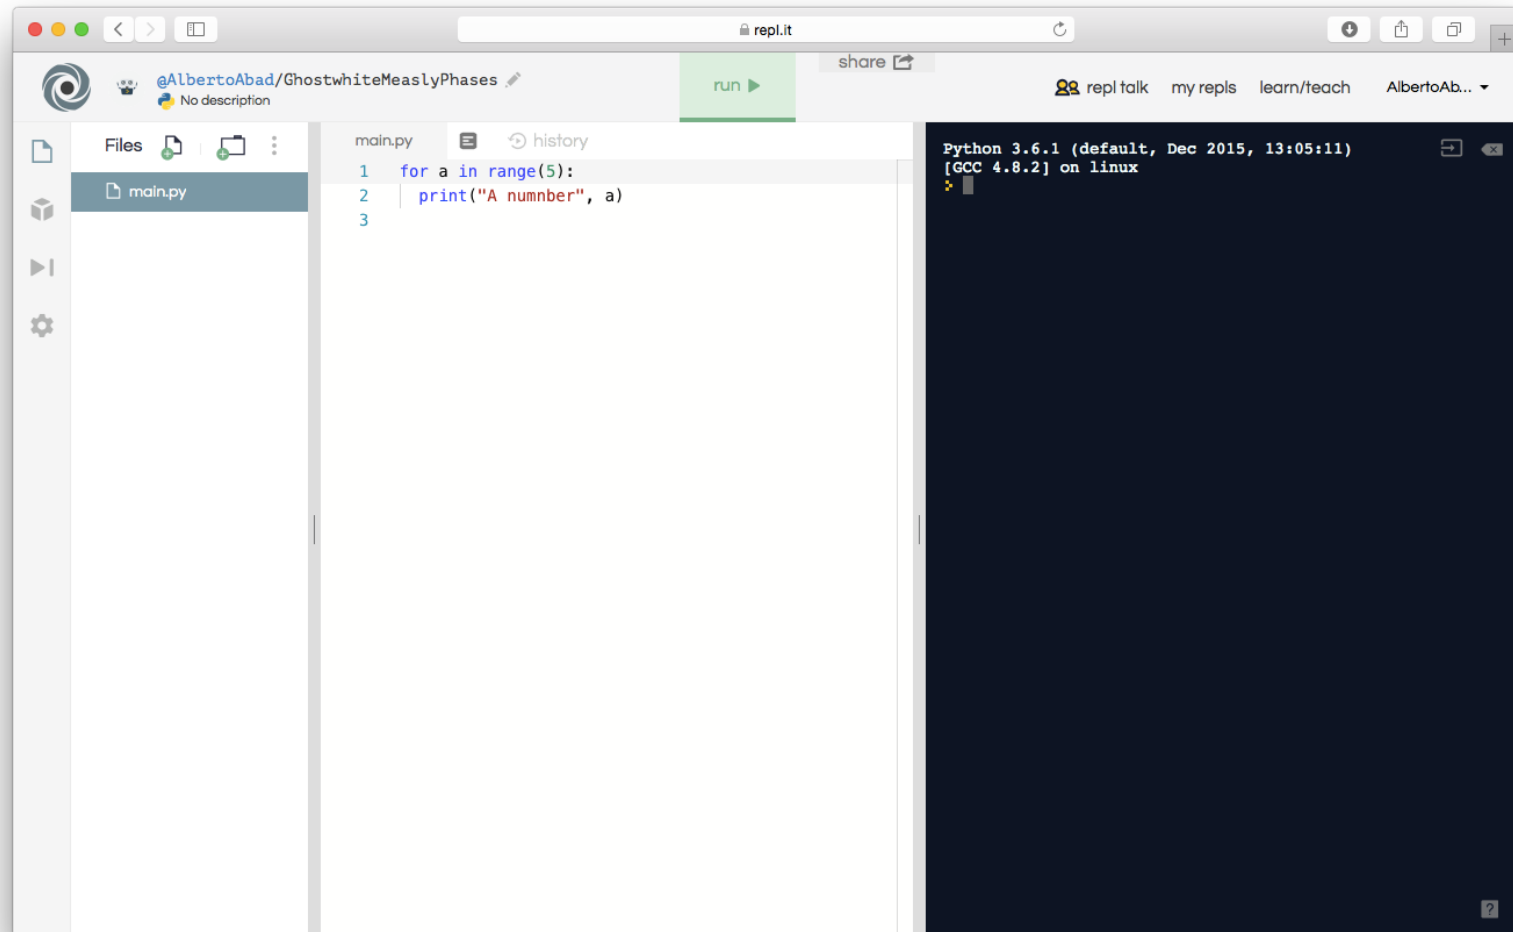 repl.it
@AlbertoAbad/GhostwhiteMeaslyPhases
No description
run
share
repl talk
my repls
learn/teach
AlbertoAb...
Files
main.py
main.py
history
1 for a in range(5):
2 print("A numnber", a)
3
Python 3.6.1 (default, Dec 2015, 13:05:11)
[GCC 4.8.2] on linux
?